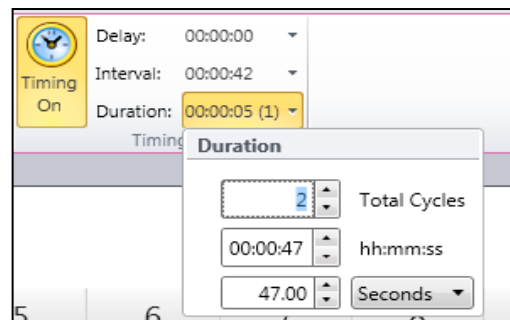 Timing On
Delay: 00:00:00
Interval: 00:00:42
Duration: 00:00:05 (1)
Timing
Duration
2 Total Cycles
00:00:47 hh:mm:ss
47.00 Seconds
5 6